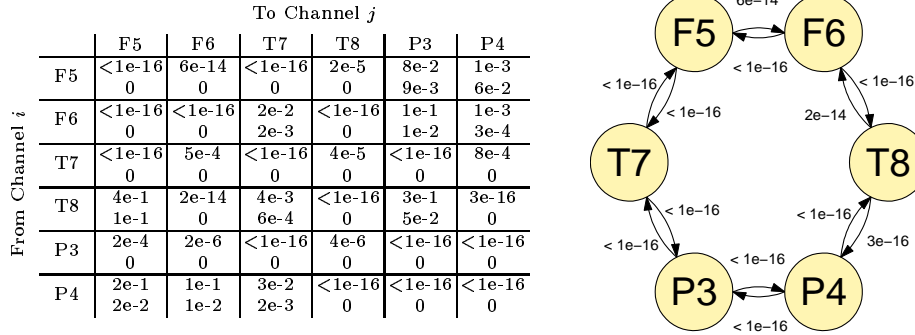 To Channel j
F5 F6 T7 T8 P3 P4
F5 <1e-16 6e-14 <1e-16 2e-5 8e-2 1e-3
0 0 0 0 9e-3 6e-2
F6 <1e-16 <1e-16 2e-2 <1e-16 1e-1 1e-3
0 0 2e-3 0 1e-2 3e-4
T7 <1e-16 5e-4 <1e-16 4e-5 <1e-16 8e-4
0 0 0 0 0 0
T8 4e-1 2e-14 4e-3 <1e-16 3e-1 3e-16
1e-1 0 6e-4 0 5e-2 0
P3 2e-4 2e-6 <1e-16 4e-6 <1e-16 <1e-16
0 0 0 0 0 0
P4 2e-1 1e-1 3e-2 <1e-16 <1e-16 <1e-16
2e-2 1e-2 2e-3 0 0 0
From Channel i
6e-14
F5 F6
< 1e-16
< 1e-16 < 1e-16
< 1e-16 2e-14
T7 T8
< 1e-16 < 1e-16
< 1e-16 3e-16
< 1e-16
P3 P4
< 1e-16